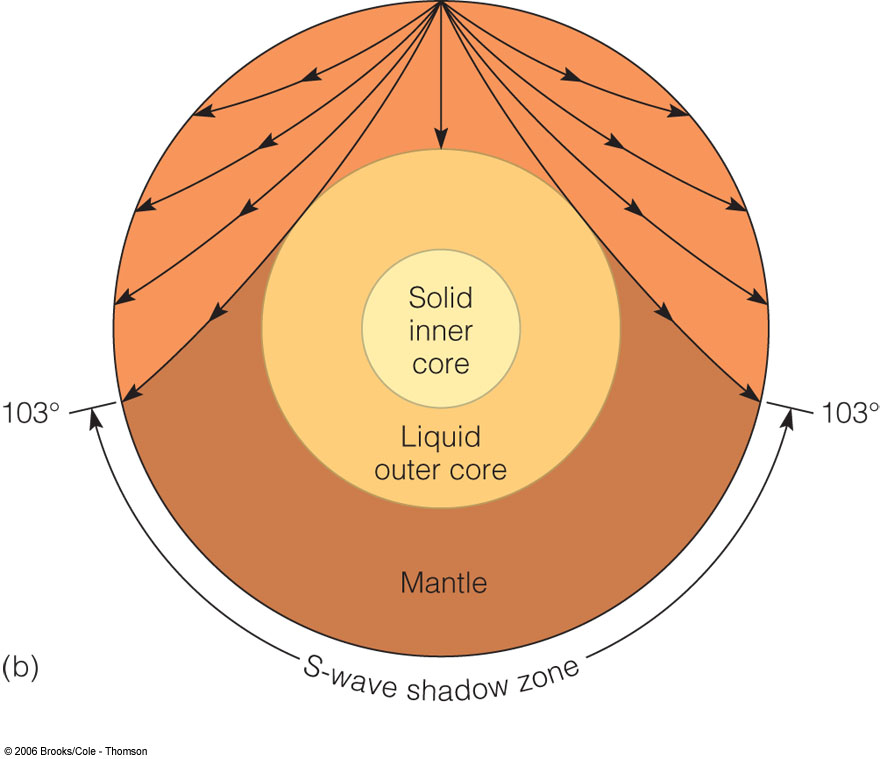 Solid
inner
core
103°
103°
Liquid
outer core
Mantle
(b)
S-wave shadow zone
© 2006 Brooks/Cole - Thomson